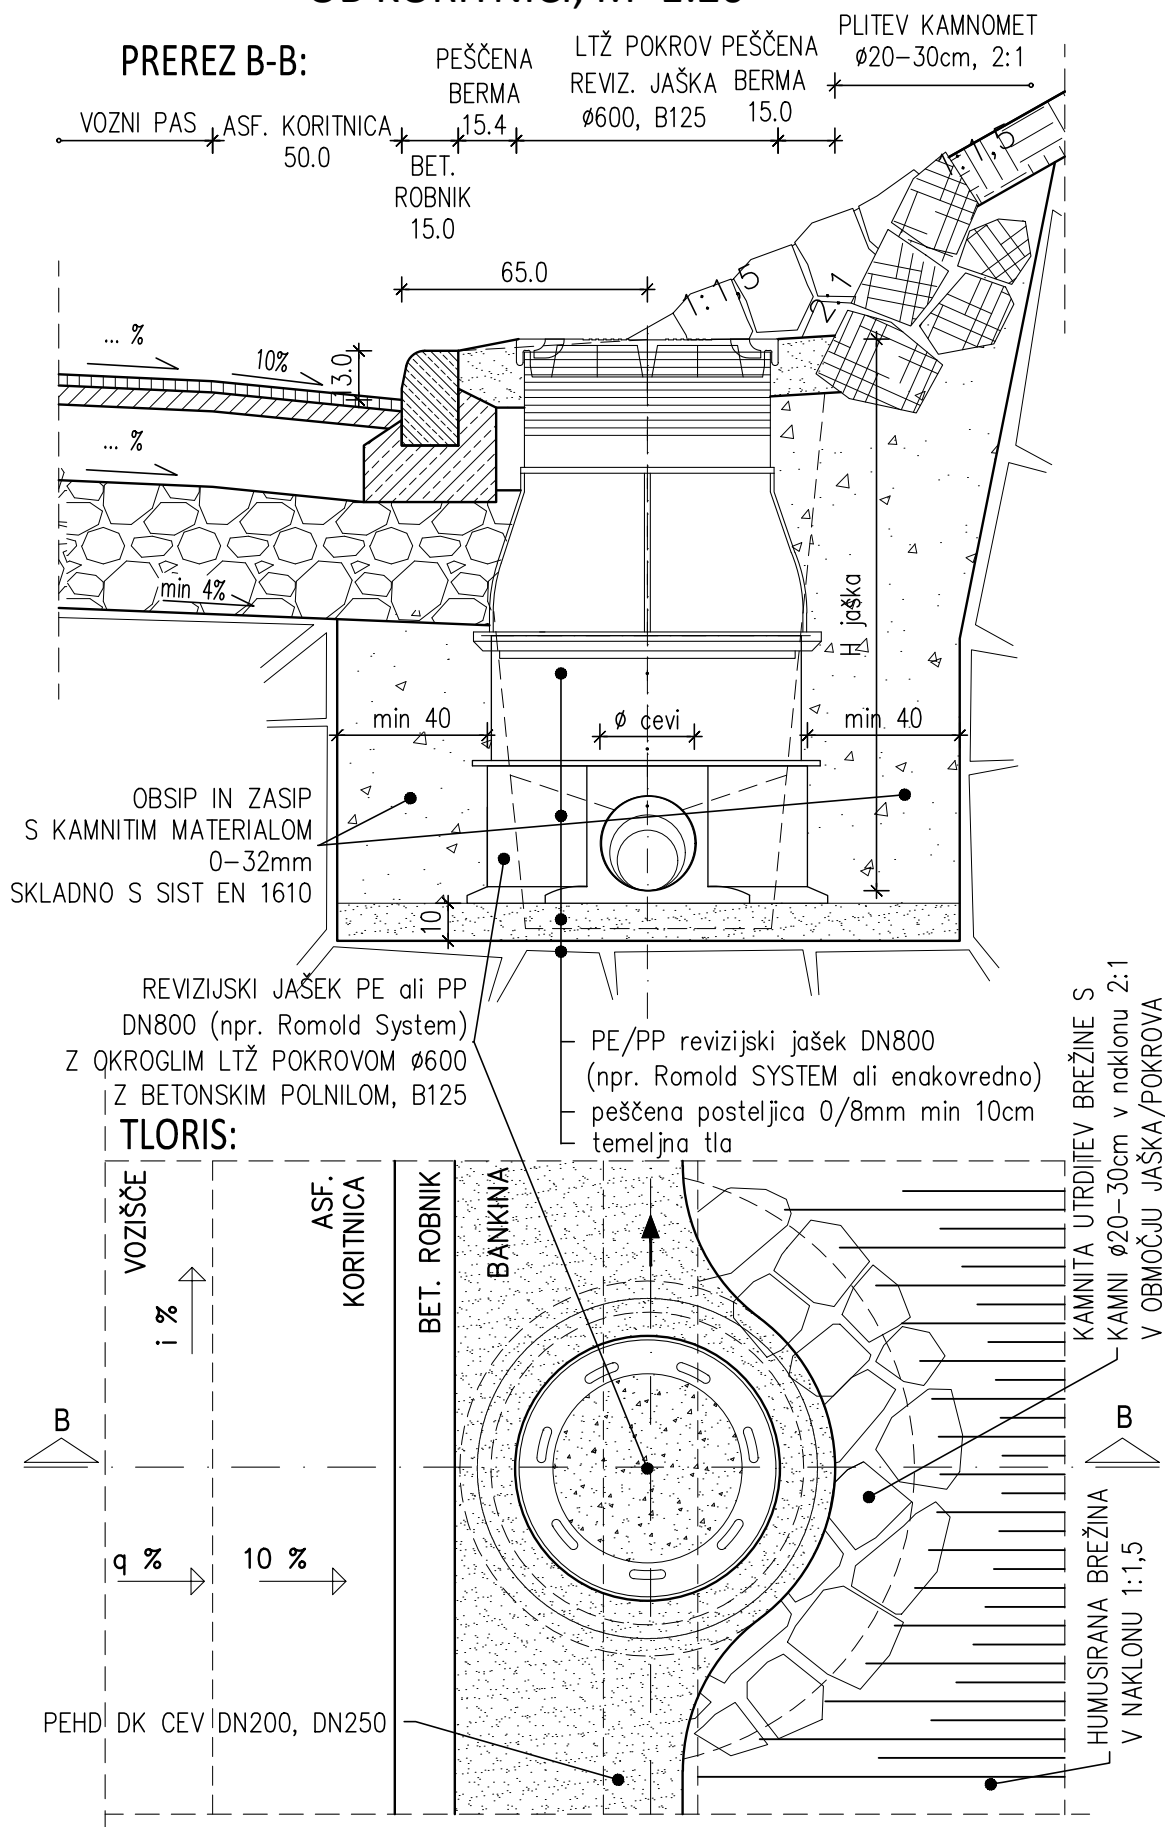 PREREZ B-B:
VOZNI PAS
ASF. KORITNICA
50.0
PEŠČENA
BERMA
15.4
BET.
ROBNIK
15.0
LTŽ POKROV
REVIZ. JAŠKA
ø600, B125
PEŠČENA
BERMA
15.0
PLITEV KAMNOMET
ø20-30cm, 2:1
65.0
1:1,5
1:1,5
2:1
... %
10%
13.0
... %
min 4%
H jaška
min 40
ø cevi
min 40
OBSIP IN ZASIP
S KAMNITIM MATERIALOM
0-32mm
SKLADNO S SIST EN 1610
10
REVIZIJSKI JAŠEK PE ali PP
DN800 (npr. Romold System)
Z OKROGLIM LTŽ POKROVOM ø600
Z BETONSKIM POLNILOM, B125
PE/PP revizijski jašek DN800
(npr. Romold SYSTEM ali enakovredno)
peščena posteljica 0/8mm min 10cm
temeljna tla
TLORIS:
VOZIŠČE
ASF.
KORITNICA
BET. ROBNIK
BANKINA
i %
B
B
q %
10 %
PEHD DK CEV DN200, DN250
KAMNITA UTRDITEV BREŽINE S
KAMNI ø20-30cm v naklonu 2:1
V OBMOČJU JAŠKA/POKROVA
HUMUSIRANA BREŽINA
V NAKLONU 1:1,5